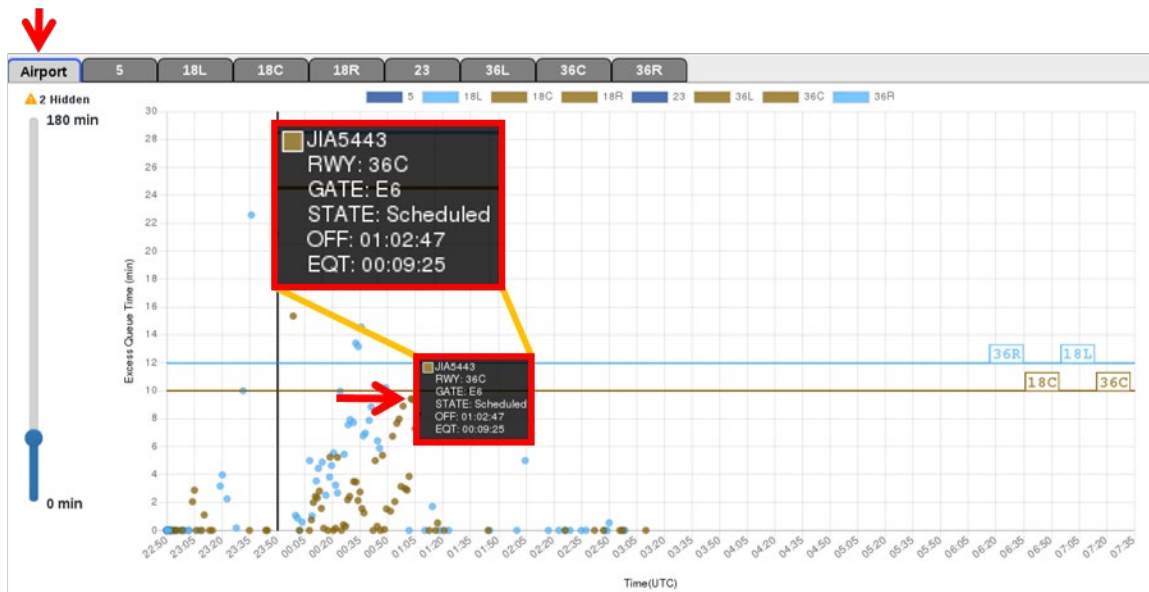 Airport 5 18L 18C 18R 23 36L 36C 36R
2 Hidden
180 min
0 min
5 18L 18C 18R 23 36L 36C 36R
Excess Queue Time (min)
30
28
26
24
22
20
18
16
14
12
10
8
6
4
2
0
JIA5443
RWY: 36C
GATE: E6
STATE: Scheduled
OFF: 01:02:47
EQT: 00:09:25
JIA5443
RWY: 36C
GATE: E6
STATE: Scheduled
OFF: 01:02:47
EQT: 00:09:25
36R 18L
18C 36C
22:50 23:05 23:20 23:35 23:50 00:05 00:20 00:35 00:50 01:05 01:20 01:35 01:50 02:05 02:20 02:35 02:50 03:05 03:20 03:35 03:50 04:05 04:20 04:35 04:50 05:05 05:20 05:35 05:50 06:05 06:20 06:35 06:50 07:05 07:20 07:35
Time(UTC)